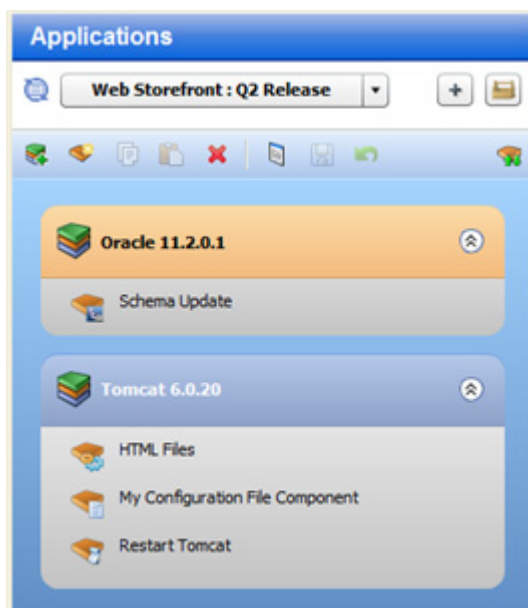 Applications
Web Storefront : Q2 Release
Oracle 11.2.0.1
Schema Update
Tomcat 6.0.20
HTML Files
My Configuration File Component
Restart Tomcat